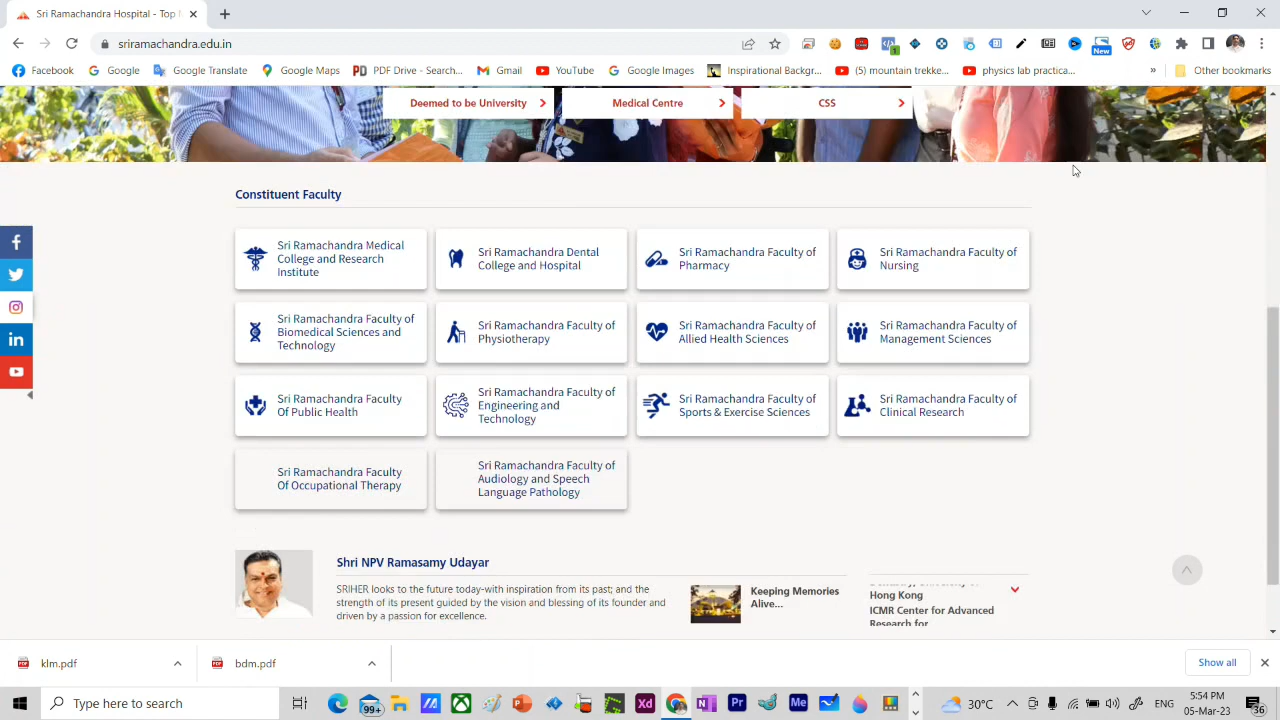 Sri Ramachandra Hospital - Top
sriramachandra.edu.in
New
1
Facebook
Google
Google Translate
Google Maps
PD PDF Drive - Search...
Gmail
YouTube
Google Images
Inspirational Backgr...
(5) mountain trekke...
physics lab practica...
»
Other bookmarks
Deemed to be University
Medical Centre
CSS
Constituent Faculty
Sri Ramachandra Medical
College and Research
Institute
Sri Ramachandra Dental
College and Hospital
Sri Ramachandra Faculty of
Pharmacy
Sri Ramachandra Faculty of
Nursing
Sri Ramachandra Faculty of
Biomedical Sciences and
Technology
Sri Ramachandra Faculty of
Physiotherapy
Sri Ramachandra Faculty of
Allied Health Sciences
Sri Ramachandra Faculty of
Management Sciences
Sri Ramachandra Faculty
Of Public Health
Sri Ramachandra Faculty of
Engineering and
Technology
Sri Ramachandra Faculty of
Sports & Exercise Sciences
Sri Ramachandra Faculty of
Clinical Research
Sri Ramachandra Faculty
Of Occupational Therapy
Sri Ramachandra Faculty of
Audiology and Speech
Language Pathology
Shri NPV Ramasamy Udayar
SRIHER looks to the future today-with inspiration from its past; and the
strength of its present guided by the vision and blessing of its founder and
driven by a passion for excellence.
Keeping Memories
Alive...
Hong Kong
ICMR Center for Advanced
Research for
klm.pdf
bdm.pdf
Show all
Type here to search
99+
Xd
Pr
Me
30°C
ENG
5:54 PM
05-Mar-23
36